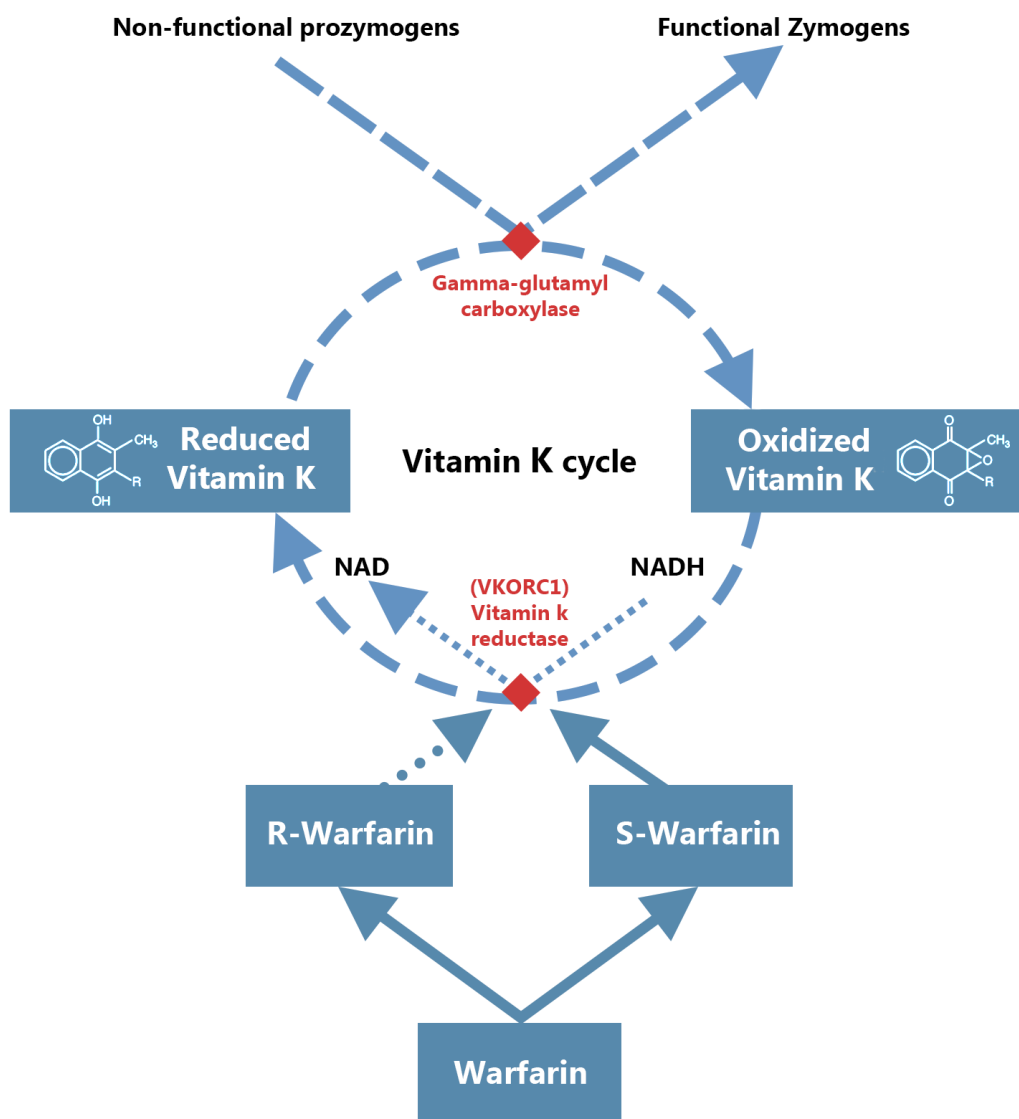 Non-functional prozymogens
Functional Zymogens
Gamma-glutamyl
carboxylase
OH
CH₃
R
OH
Reduced
Vitamin K
Vitamin K cycle
Oxidized
Vitamin K
O
CH₃
O
R
O
NAD
NADH
(VKORC1)
Vitamin k
reductase
R-Warfarin
S-Warfarin
Warfarin